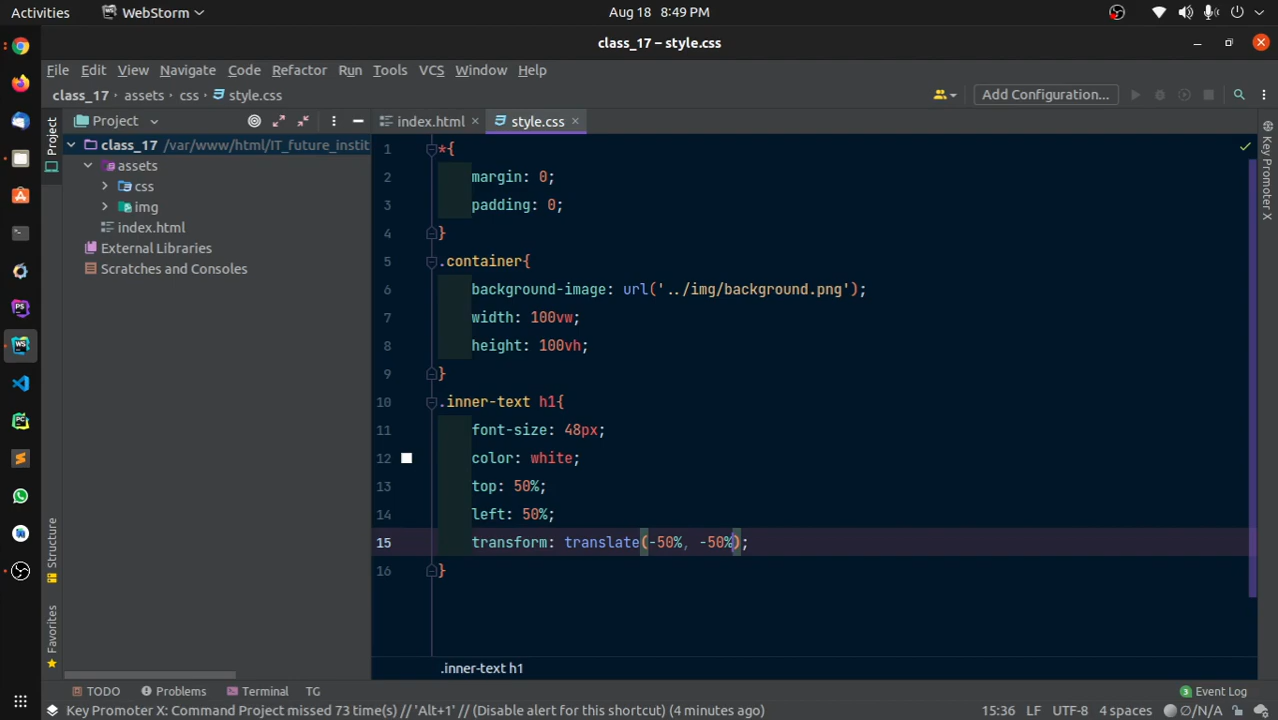 Activities WebStorm Aug 18 8:49 PM
class_17 – style.css
File Edit View Navigate Code Refactor Run Tools VCS Window Help
class_17 assets css style.css Add Configuration...
Project Project index.html style.css Key Promoter X
class_17 /var/www/html/IT_future_instit
assets
css
img
index.html
External Libraries
Scratches and Consoles
1 *{
2 margin: 0;
3 padding: 0;
4 }
5 .container{
6 background-image: url('../img/background.png');
7 width: 100vw;
8 height: 100vh;
9 }
10 .inner-text h1{
11 font-size: 48px;
12 color: white;
13 top: 50%;
14 left: 50%;
15 transform: translate(-50%, -50%);
16 }
Structure
Favorites
.inner-text h1
TODO Problems Terminal TG 3 Event Log
Key Promoter X: Command Project missed 73 time(s) // 'Alt+1' // (Disable alert for this shortcut) (4 minutes ago) 15:36 LF UTF-8 4 spaces ∅/N/A